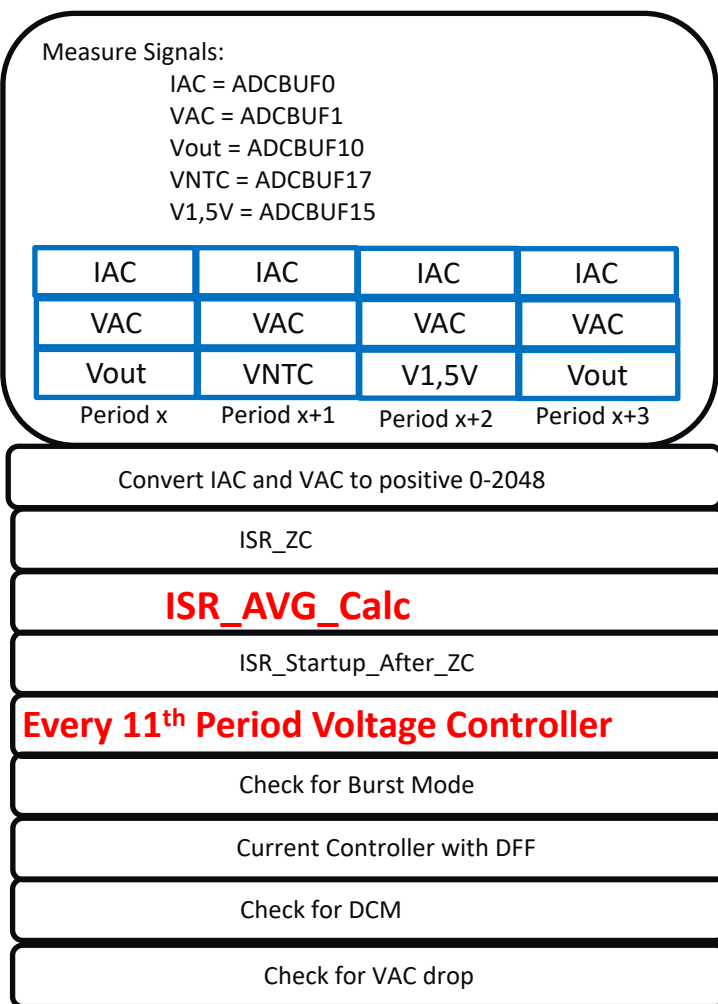 Measure Signals:
IAC = ADCBUF0
VAC = ADCBUF1
Vout = ADCBUF10
VNTC = ADCBUF17
V1,5V = ADCBUF15
IAC IAC IAC IAC
VAC VAC VAC VAC
Vout VNTC V1,5V Vout
Period x Period x+1 Period x+2 Period x+3
Convert IAC and VAC to positive 0-2048
ISR_ZC
ISR_AVG_Calc
ISR_Startup_After_ZC
Every 11th Period Voltage Controller
Check for Burst Mode
Current Controller with DFF
Check for DCM
Check for VAC drop